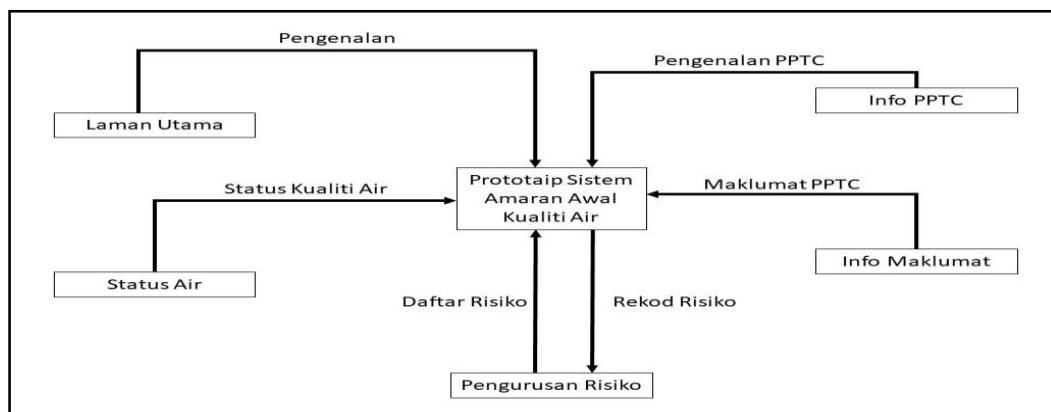 Pengenalan
Pengenalan PPTC
Laman Utama
Info PPTC
Status Kualiti Air
Prototaip Sistem
Amaran Awal
Kualiti Air
Maklumat PPTC
Status Air
Info Maklumat
Daftar Risiko
Rekod Risiko
Pengurusan Risiko